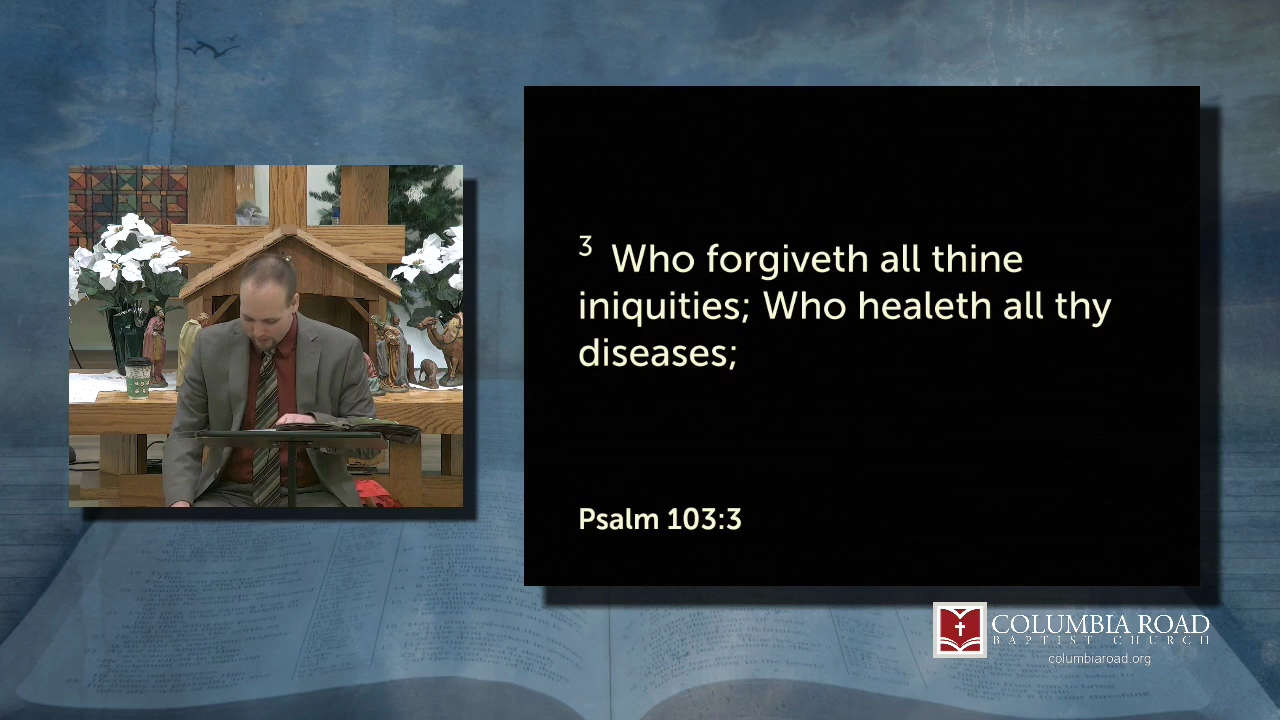 3 Who forgiveth all thine
iniquities; Who healeth all thy
diseases;
Psalm 103:3
COLUMBIA ROAD
BAPTIST CHURCH
columbiaroad.org